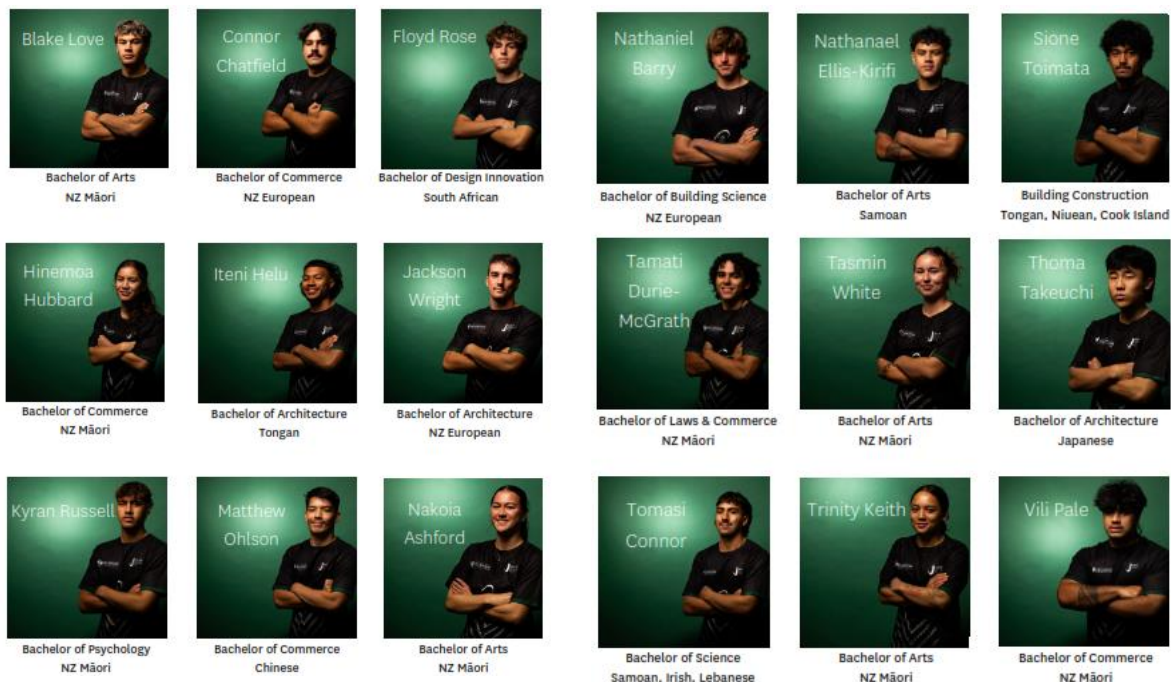 Blake Love
Bachelor of Arts
NZ Māori
Connor
Chatfield
Bachelor of Commerce
NZ European
Floyd Rose
Bachelor of Design Innovation
South African
Nathaniel
Barry
Bachelor of Building Science
NZ European
Nathanael
Ellis-Kirifi
Bachelor of Arts
Samoan
Sione
Toimata
Building Construction
Tongan, Niuean, Cook Island
Hinemoa
Hubbard
Bachelor of Commerce
NZ Māori
Iteni Helu
Bachelor of Architecture
Tongan
Jackson
Wright
Bachelor of Architecture
NZ European
Tamati
Durie-
McGrath
Bachelor of Laws & Commerce
NZ Māori
Tasmin
White
Bachelor of Arts
NZ Māori
Thoma
Takeuchi
Bachelor of Architecture
Japanese
Kyran Russell
Bachelor of Psychology
NZ Māori
Matthew
Ohlson
Bachelor of Commerce
Chinese
Nakoia
Ashford
Bachelor of Arts
NZ Māori
Tomasi
Connor
Bachelor of Science
Samoan, Irish, Lebanese
Trinity Keith
Bachelor of Arts
NZ Māori
Vili Pale
Bachelor of Commerce
NZ Māori